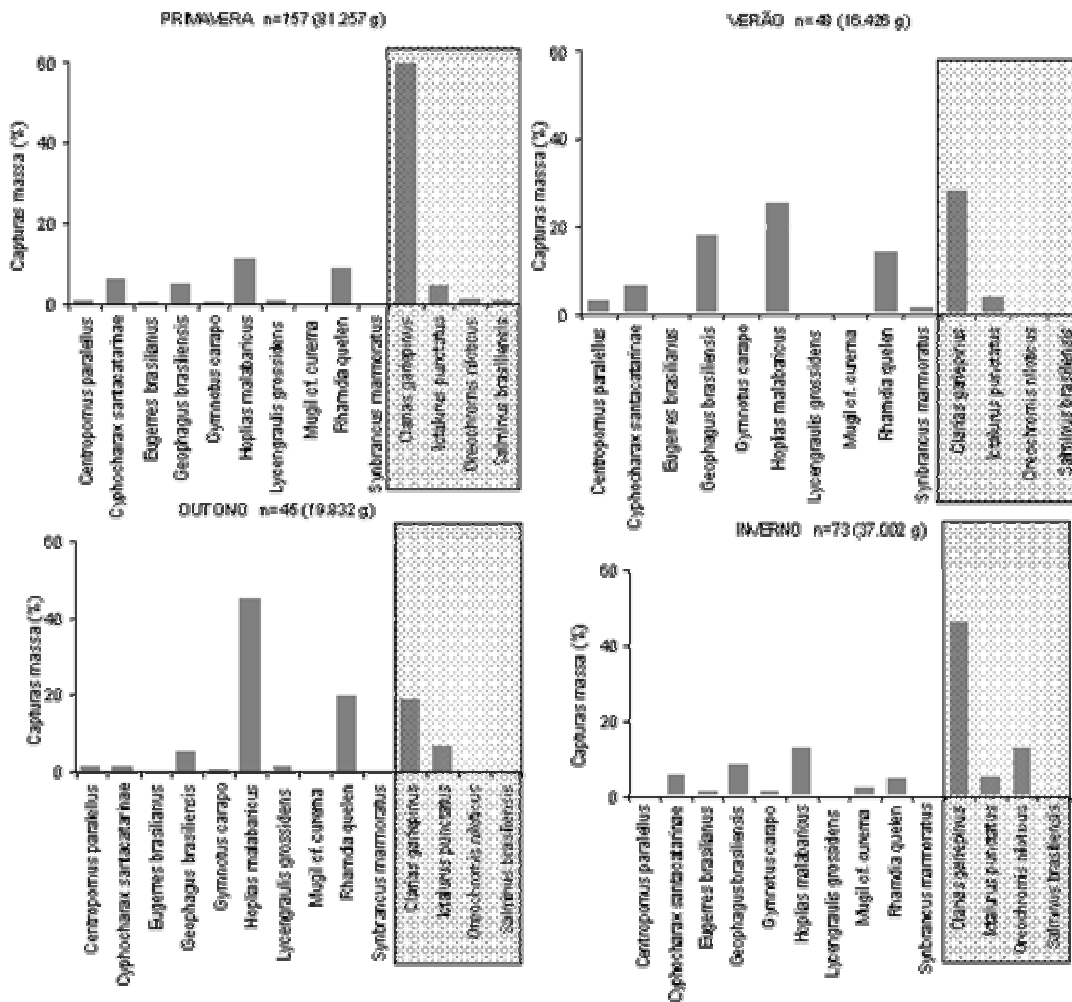 PRIMAVERA n=157 (81.257 g)
Capturas massa (%)
60
40
20
0
Centropomus paralellus
Cyphocharax santacatarinae
Eugerres brasilianus
Geophagus brasiliensis
Gymnotus carapo
Hoplias malabaricus
Lycengraulis grossidens
Mugil cf. curema
Rhamdia quelen
Synbrancus marmoratus
Clarias gariepinus
Ictalurus punctatus
Oreochromis niloticus
Salminus brasiliensis
VERÃO n=49 (16.426 g)
Capturas massa (%)
60
40
20
0
Centropomus paralellus
Cyphocharax santacatarinae
Eugerres brasilianus
Geophagus brasiliensis
Gymnotus carapo
Hoplias malabaricus
Lycengraulis grossidens
Mugil cf. curema
Rhamdia quelen
Synbrancus marmoratus
Clarias gariepinus
Ictalurus punctatus
Oreochromis niloticus
Salminus brasiliensis
OUTONO n=45 (19.832 g)
Capturas massa (%)
60
40
20
0
Centropomus paralellus
Cyphocharax santacatarinae
Eugerres brasilianus
Geophagus brasiliensis
Gymnotus carapo
Hoplias malabaricus
Lycengraulis grossidens
Mugil cf. curema
Rhamdia quelen
Synbrancus marmoratus
Clarias gariepinus
Ictalurus punctatus
Oreochromis niloticus
Salminus brasiliensis
INVERNO n=73 (37.002 g)
Capturas massa (%)
60
40
20
0
Centropomus paralellus
Cyphocharax santacatarinae
Eugerres brasilianus
Geophagus brasiliensis
Gymnotus carapo
Hoplias malabaricus
Lycengraulis grossidens
Mugil cf. curema
Rhamdia quelen
Synbrancus marmoratus
Clarias gariepinus
Ictalurus punctatus
Oreochromis niloticus
Salminus brasiliensis